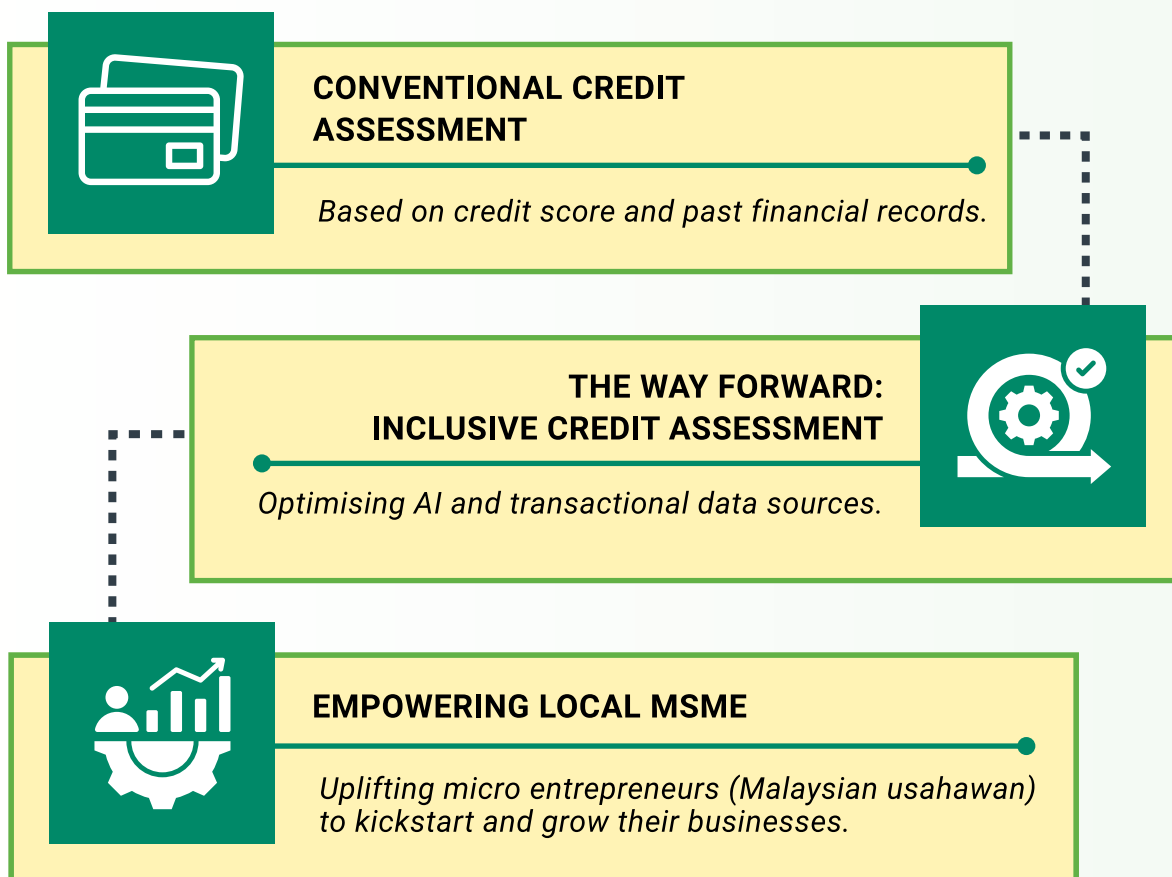 CONVENTIONAL CREDIT
ASSESSMENT
Based on credit score and past financial records.
THE WAY FORWARD:
INCLUSIVE CREDIT ASSESSMENT
Optimising AI and transactional data sources.
EMPOWERING LOCAL MSME
Uplifting micro entrepreneurs (Malaysian usahawan)
to kickstart and grow their businesses.